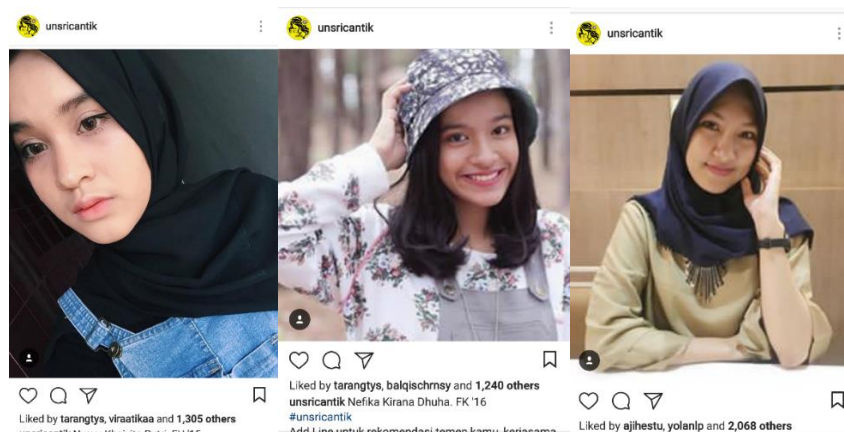 unsricantik
Liked by tarangtys, viraatikaa and 1,305 others
unsricantik
unsricantik
Liked by tarangtys, balqischrnsy and 1,240 others
unsricantik Nefika Kirana Dhuha. FK '16
#unsricantik
Add Line untuk rekomendasi temen kamu, kerjasama
unsricantik
Liked by ajihestu, yolanlp and 2,068 others